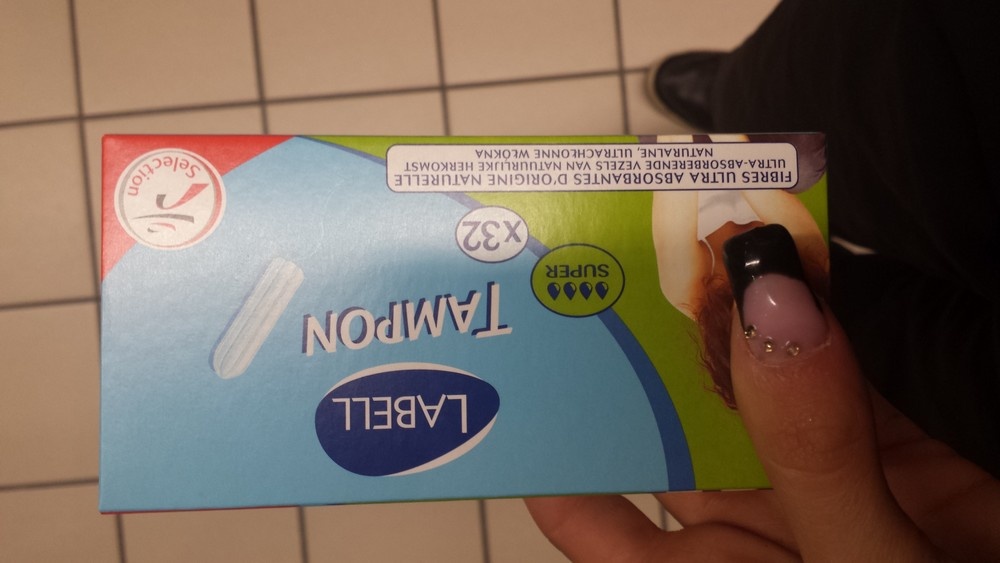 LABELL
TAMPON
SUPER
x32
FIBRES ULTRA ABSORBANTES D'ORIGINE NATURELLE
ULTRA-ABSORBERENDE VEZELS VAN NATUURLIJKE HERKOMST
NATURALNE, ULTRACHŁONNE WŁÓKNA
Selection